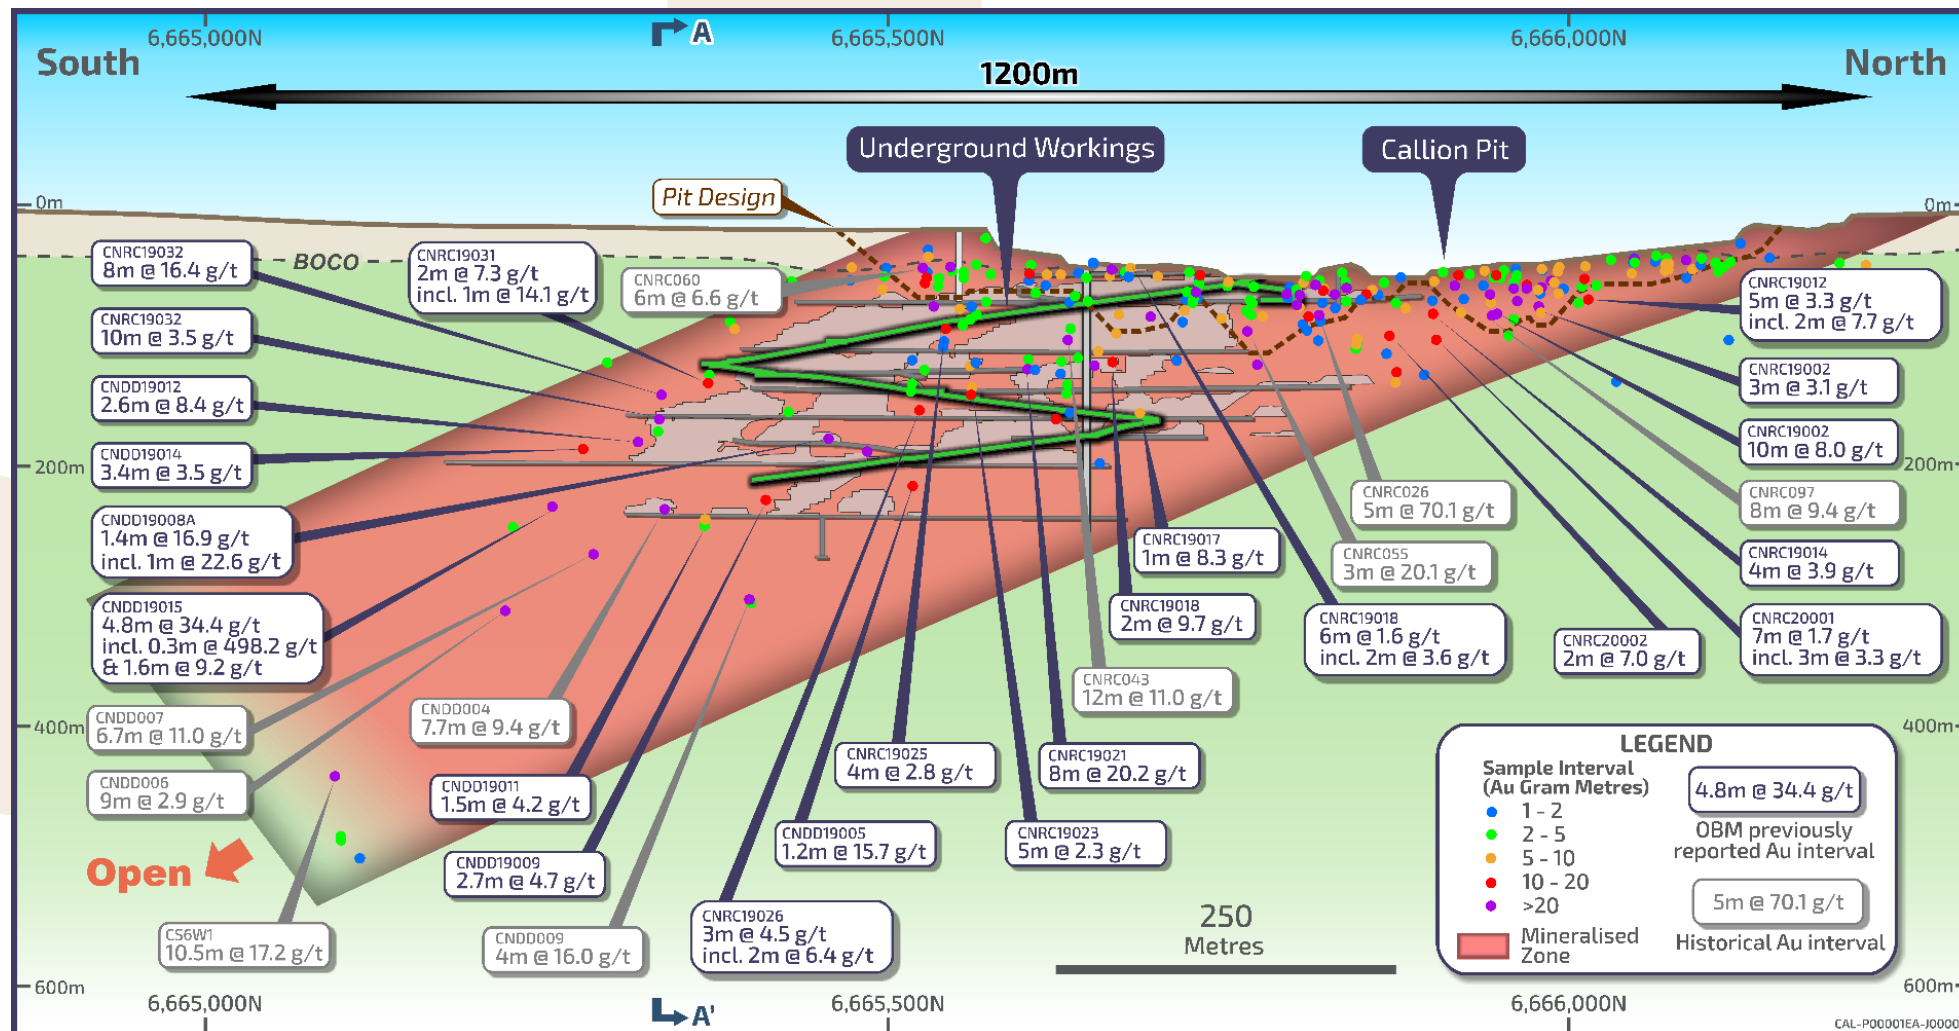 6,665,000N
A
6,665,500N
6,666,000N
South
North
1200m
Underground Workings
Callion Pit
Pit Design
0m
0m
BOCO
CNRC19032
8m @ 16.4 g/t
CNRC19031
2m @ 7.3 g/t
incl. 1m @ 14.1 g/t
CNRC060
6m @ 6.6 g/t
CNRC19012
5m @ 3.3 g/t
incl. 2m @ 7.7 g/t
CNRC19032
10m @ 3.5 g/t
CNDD19012
2.6m @ 8.4 g/t
CNRC19002
3m @ 3.1 g/t
CNDD19014
3.4m @ 3.5 g/t
CNRC19002
10m @ 8.0 g/t
200m
200m
CNRC026
5m @ 70.1 g/t
CNRC097
8m @ 9.4 g/t
CNDD19008A
1.4m @ 16.9 g/t
incl. 1m @ 22.6 g/t
CNRC19017
1m @ 8.3 g/t
CNRC055
3m @ 20.1 g/t
CNRC19014
4m @ 3.9 g/t
CNDD19015
4.8m @ 34.4 g/t
incl. 0.3m @ 498.2 g/t
& 1.6m @ 9.2 g/t
CNRC19018
2m @ 9.7 g/t
CNRC19018
6m @ 1.6 g/t
incl. 2m @ 3.6 g/t
CNRC20002
2m @ 7.0 g/t
CNRC20001
7m @ 1.7 g/t
incl. 3m @ 3.3 g/t
CNRC043
12m @ 11.0 g/t
CNDD007
6.7m @ 11.0 g/t
CNDD004
7.7m @ 9.4 g/t
400m
400m
CNDD006
9m @ 2.9 g/t
CNDD19011
1.5m @ 4.2 g/t
CNRC19025
4m @ 2.8 g/t
CNRC19021
8m @ 20.2 g/t
CNDD19005
1.2m @ 15.7 g/t
CNRC19023
5m @ 2.3 g/t
CNDD19009
2.7m @ 4.7 g/t
Open
CS6W1
10.5m @ 17.2 g/t
CNDD009
4m @ 16.0 g/t
CNRC19026
3m @ 4.5 g/t
incl. 2m @ 6.4 g/t
250
Metres
LEGEND
Sample Interval
(Au Gram Metres)
1 - 2
2 - 5
5 - 10
10 - 20
>20
Mineralised
Zone
4.8m @ 34.4 g/t
OBM previously
reported Au interval
5m @ 70.1 g/t
Historical Au interval
600m
600m
6,665,000N
A'
6,665,500N
6,666,000N